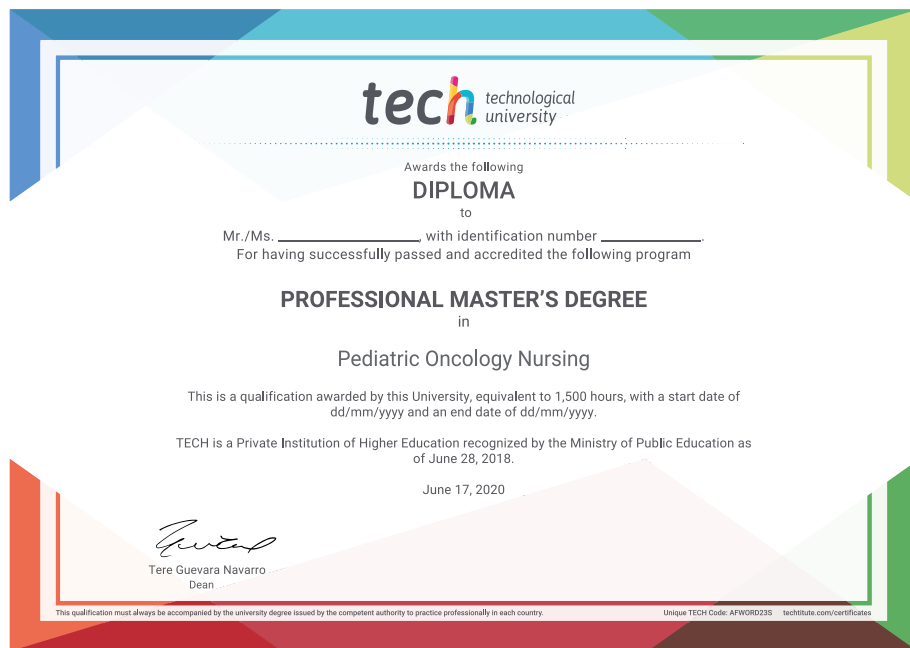 tech technological
university
Awards the following
DIPLOMA
to
Mr./Ms. ____________, with identification number ____________.
For having successfully passed and accredited the following program
PROFESSIONAL MASTER'S DEGREE
in
Pediatric Oncology Nursing
This is a qualification awarded by this University, equivalent to 1,500 hours, with a start date of
dd/mm/yyyy and an end date of dd/mm/yyyy.
TECH is a Private Institution of Higher Education recognized by the Ministry of Public Education as
of June 28, 2018.
June 17, 2020
Tere Guevara Navarro
Dean
This qualification must always be accompanied by the university degree issued by the competent authority to practice professionally in each country.
Unique TECH Code: AFWORD23S techtitute.com/certificates